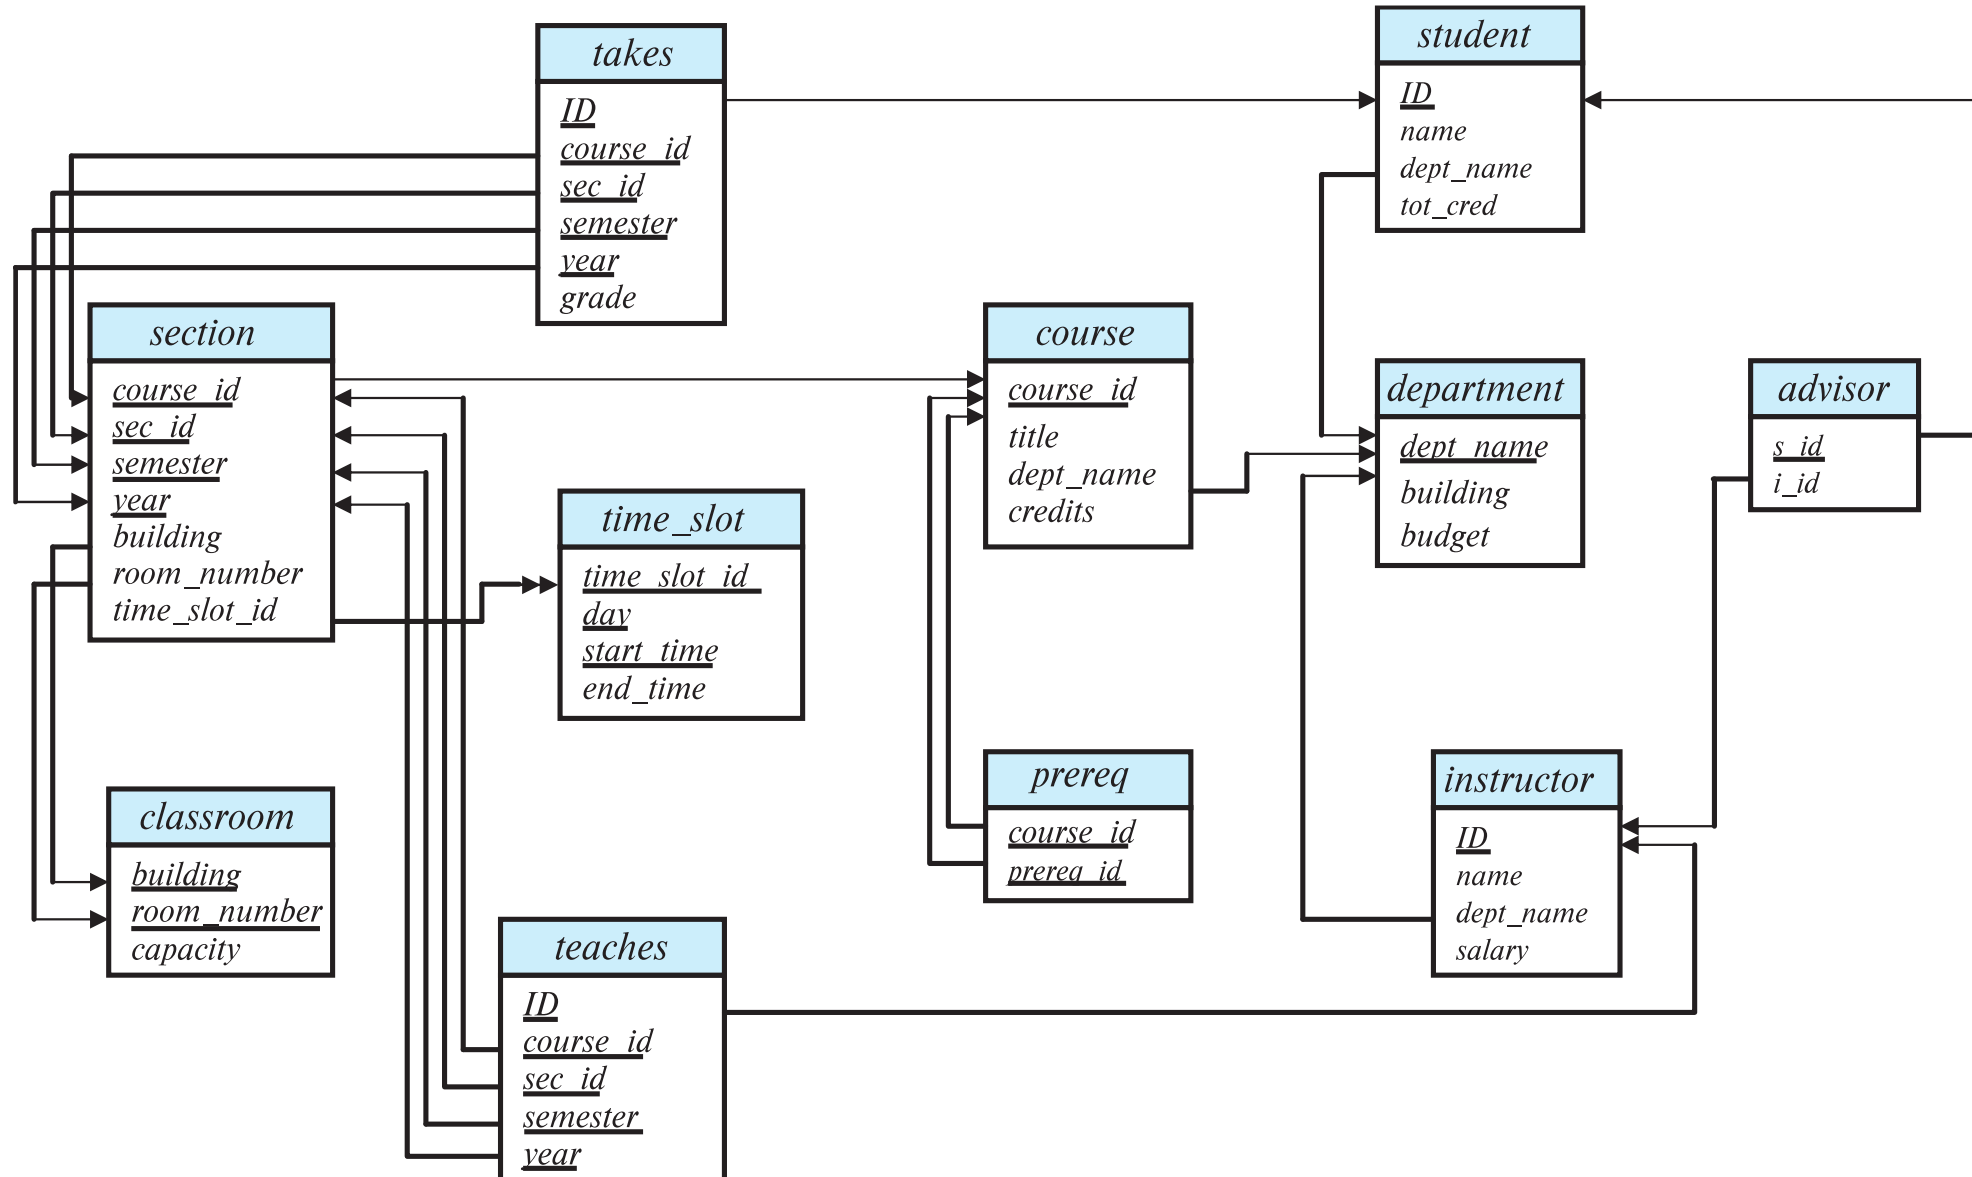 takes
ID
course_id
sec_id
semester
year
grade
student
ID
name
dept_name
tot_cred
section
course_id
sec_id
semester
year
building
room_number
time_slot_id
course
course_id
title
dept_name
credits
department
dept_name
building
budget
advisor
s_id
i_id
time_slot
time_slot_id
day
start_time
end_time
prereq
course_id
prereq_id
instructor
ID
name
dept_name
salary
classroom
building
room_number
capacity
teaches
ID
course_id
sec_id
semester
year